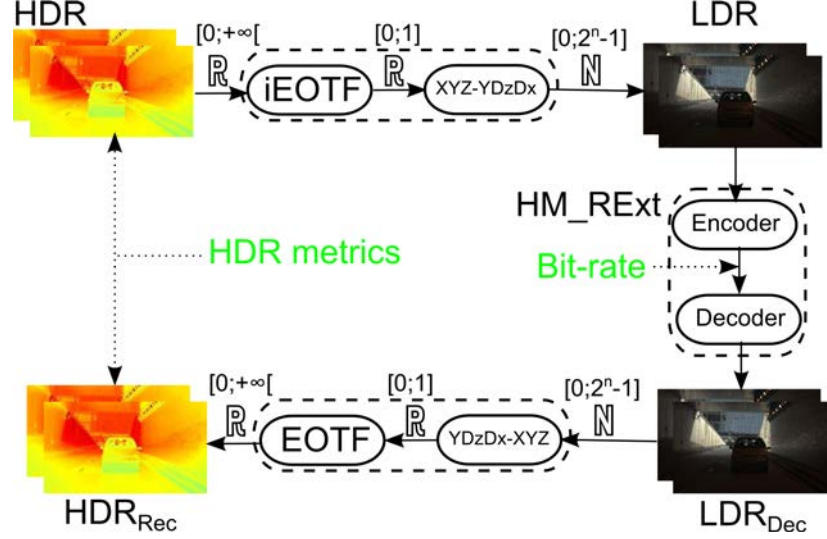 HDR
LDR
[0;+∞[
[0;1]
[0;2ⁿ-1]
ℝ
ℝ
ℕ
iEOTF
XYZ-YDzDx
HM_RExt
Encoder
HDR metrics
Bit-rate
Decoder
[0;+∞[
[0;1]
[0;2ⁿ-1]
ℝ
ℝ
ℕ
EOTF
YDzDx-XYZ
HDR_Rec
LDR_Dec